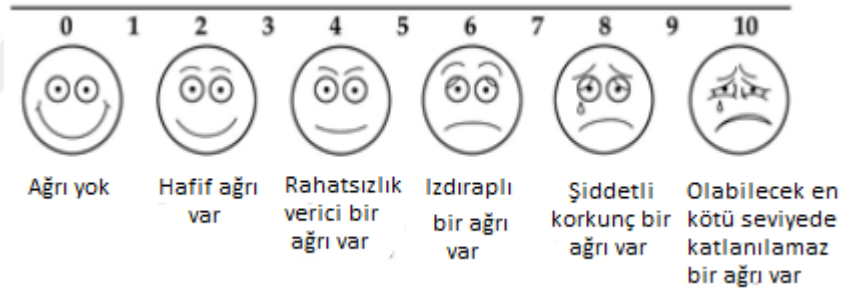 0 1 2 3 4 5 6 7 8 9 10
Ağrı yok
Hafif ağrı
var
Rahatsızlık
verici bir
ağrı var
Izdıraplı
bir ağrı
var
Şiddetli
korkunç bir
ağrı var
Olabilecek en
kötü seviyede
katlanılamaz
bir ağrı var